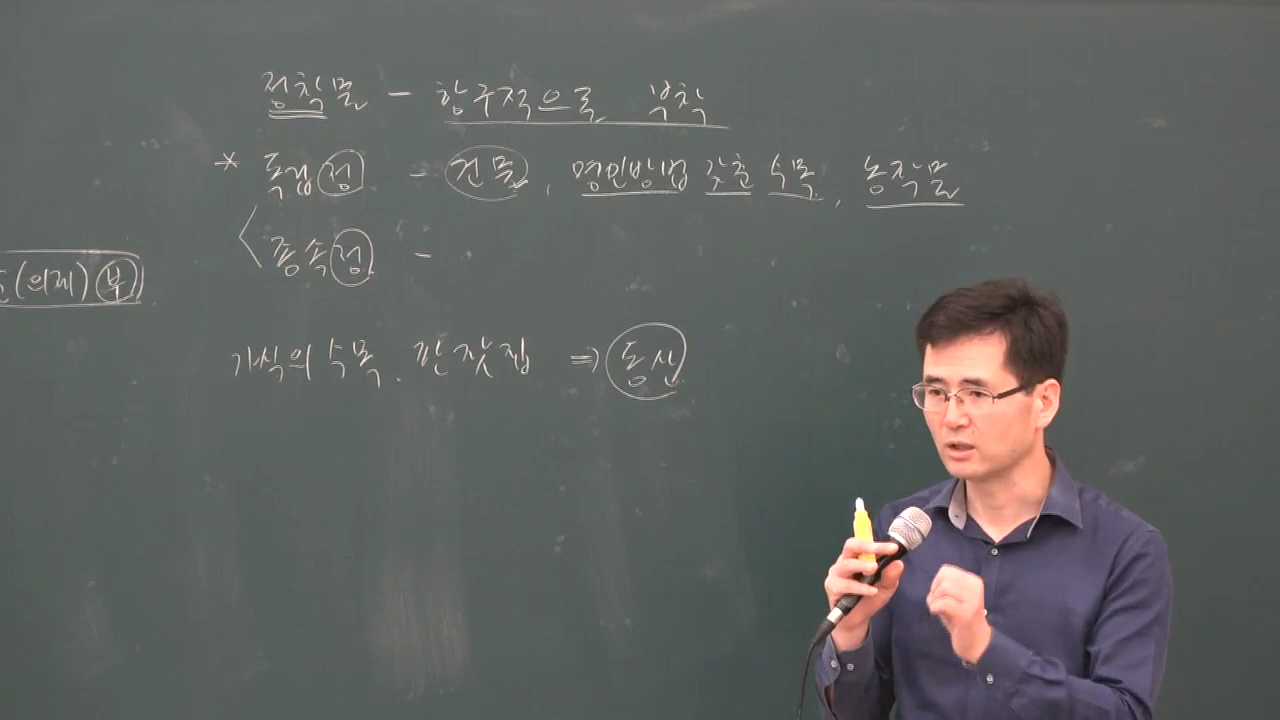 정착물 - 항구적으로 부착
* 독립정 - 건물, 명인방법 갖춘 수목, 농작물
종속정 -
(의제) 부
가식의 수목. 판잣집 ⇒ 동산